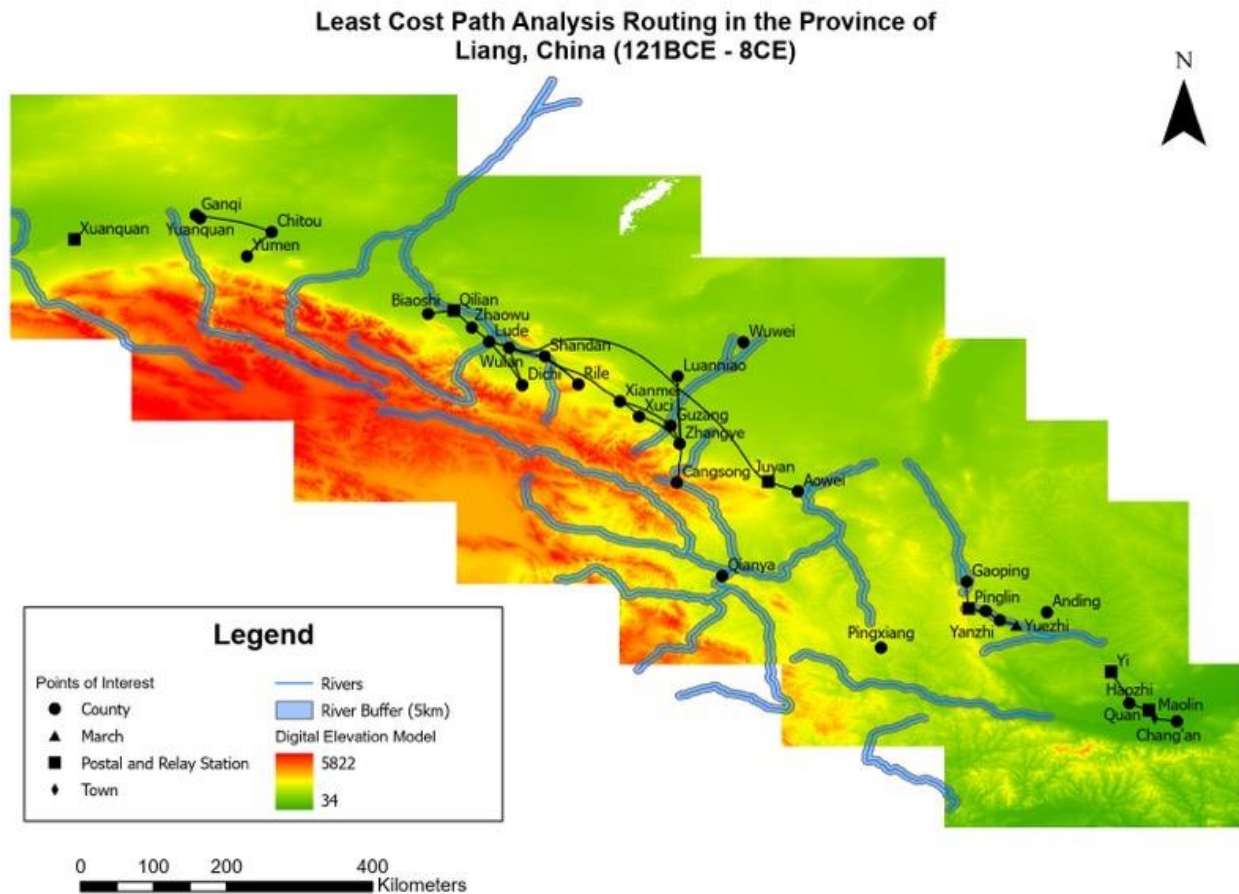 Least Cost Path Analysis Routing in the Province of
Liang, China (121BCE - 8CE)
N
Ganqi
Chitou
Xuanquan
Yuanquan
Yumen
Biaoshi
Qilian
Zhaowu
Lude
Wuwei
Shandan
Wulan
Luanniao
Dichi
Rile
Xianmei
Xuci
Guzang
Zhangye
Cangsong
Juyan
Aowei
Qianya
Gaoping
Pinglin
Anding
Yanzhi
Yuezhi
Pingxiang
Yi
Haozhi
Maolin
Quan
Chang'an
Legend
Points of Interest
County
March
Postal and Relay Station
Town
Rivers
River Buffer (5km)
Digital Elevation Model
5822
34
0 100 200 400
Kilometers